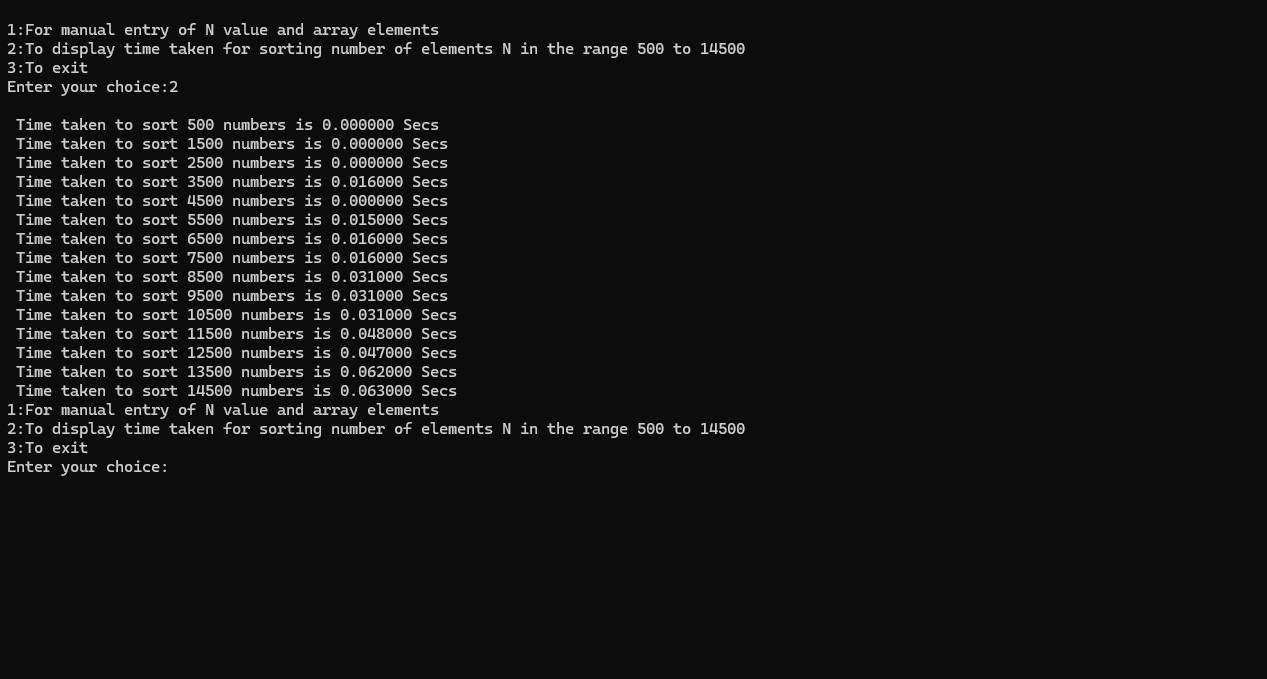 1:For manual entry of N value and array elements
2:To display time taken for sorting number of elements N in the range 500 to 14500
3:To exit
Enter your choice:2
Time taken to sort 500 numbers is 0.000000 Secs
Time taken to sort 1500 numbers is 0.000000 Secs
Time taken to sort 2500 numbers is 0.000000 Secs
Time taken to sort 3500 numbers is 0.016000 Secs
Time taken to sort 4500 numbers is 0.000000 Secs
Time taken to sort 5500 numbers is 0.015000 Secs
Time taken to sort 6500 numbers is 0.016000 Secs
Time taken to sort 7500 numbers is 0.016000 Secs
Time taken to sort 8500 numbers is 0.031000 Secs
Time taken to sort 9500 numbers is 0.031000 Secs
Time taken to sort 10500 numbers is 0.031000 Secs
Time taken to sort 11500 numbers is 0.048000 Secs
Time taken to sort 12500 numbers is 0.047000 Secs
Time taken to sort 13500 numbers is 0.062000 Secs
Time taken to sort 14500 numbers is 0.063000 Secs
1:For manual entry of N value and array elements
2:To display time taken for sorting number of elements N in the range 500 to 14500
3:To exit
Enter your choice: